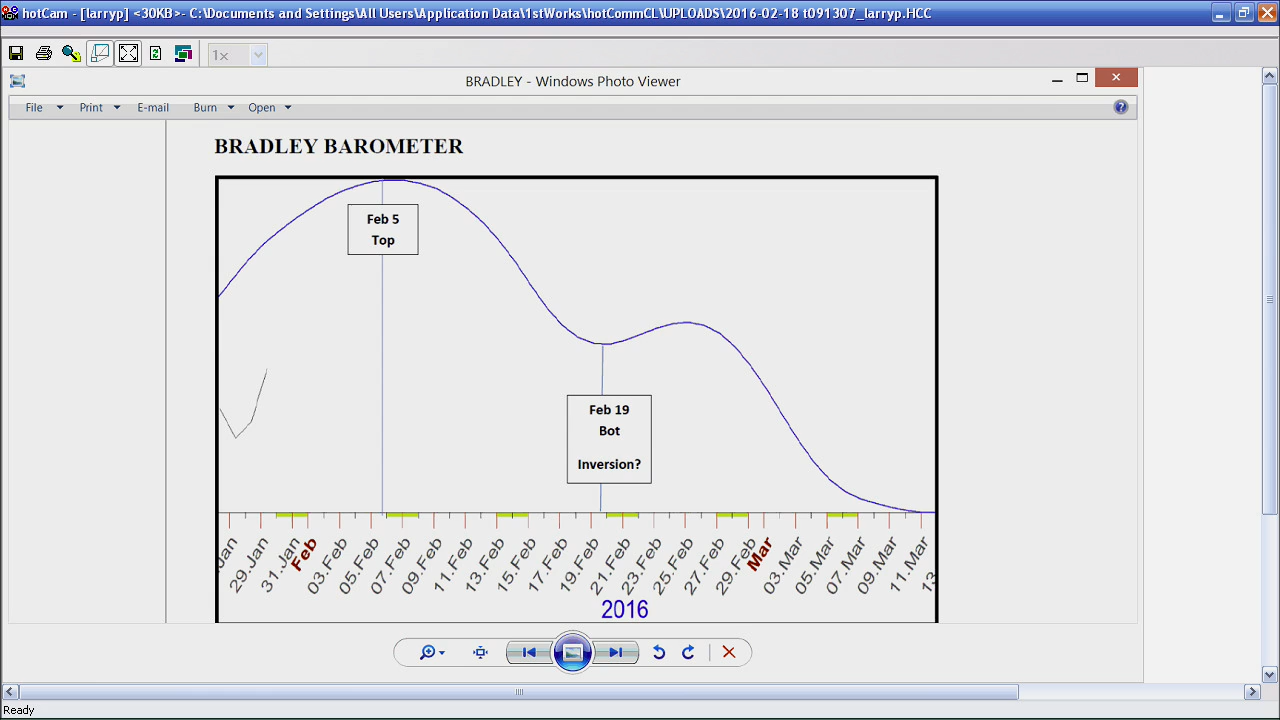 hotCam - [larryp] <30KB>- C:\Documents and Settings\All Users\Application Data\1stWorks\hotCommCL\UPLOADS\2016-02-18 t091307_larryp.HCC
1x
BRADLEY - Windows Photo Viewer
File Print E-mail Burn Open
BRADLEY BAROMETER
Feb 5
Top
Feb 19
Bot
Inversion?
.Jan 29.Jan 31.Jan Feb 03.Feb 05.Feb 07.Feb 09.Feb 11.Feb 13.Feb 15.Feb 17.Feb 19.Feb 21.Feb 23.Feb 25.Feb 27.Feb 29.Feb Mar 03.Mar 05.Mar 07.Mar 09.Mar 11.Mar 13
2016
Ready